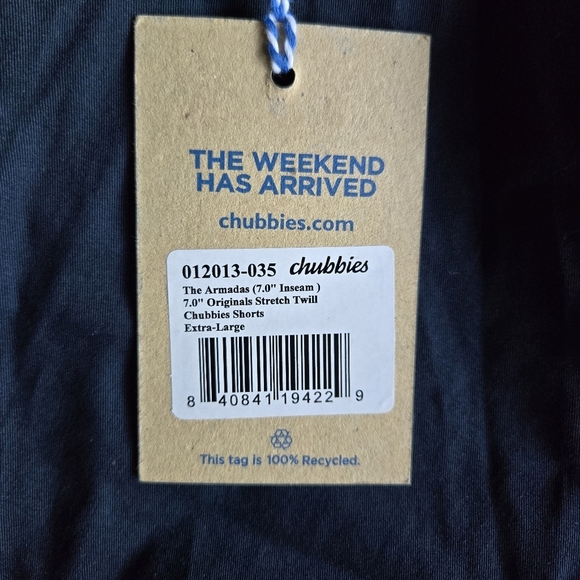 THE WEEKEND
HAS ARRIVED
chubbies.com
012013-035 chubbies
The Armadas (7.0" Inseam )
7.0" Originals Stretch Twill
Chubbies Shorts
Extra-Large
8 40841 19422 9
This tag is 100% Recycled.